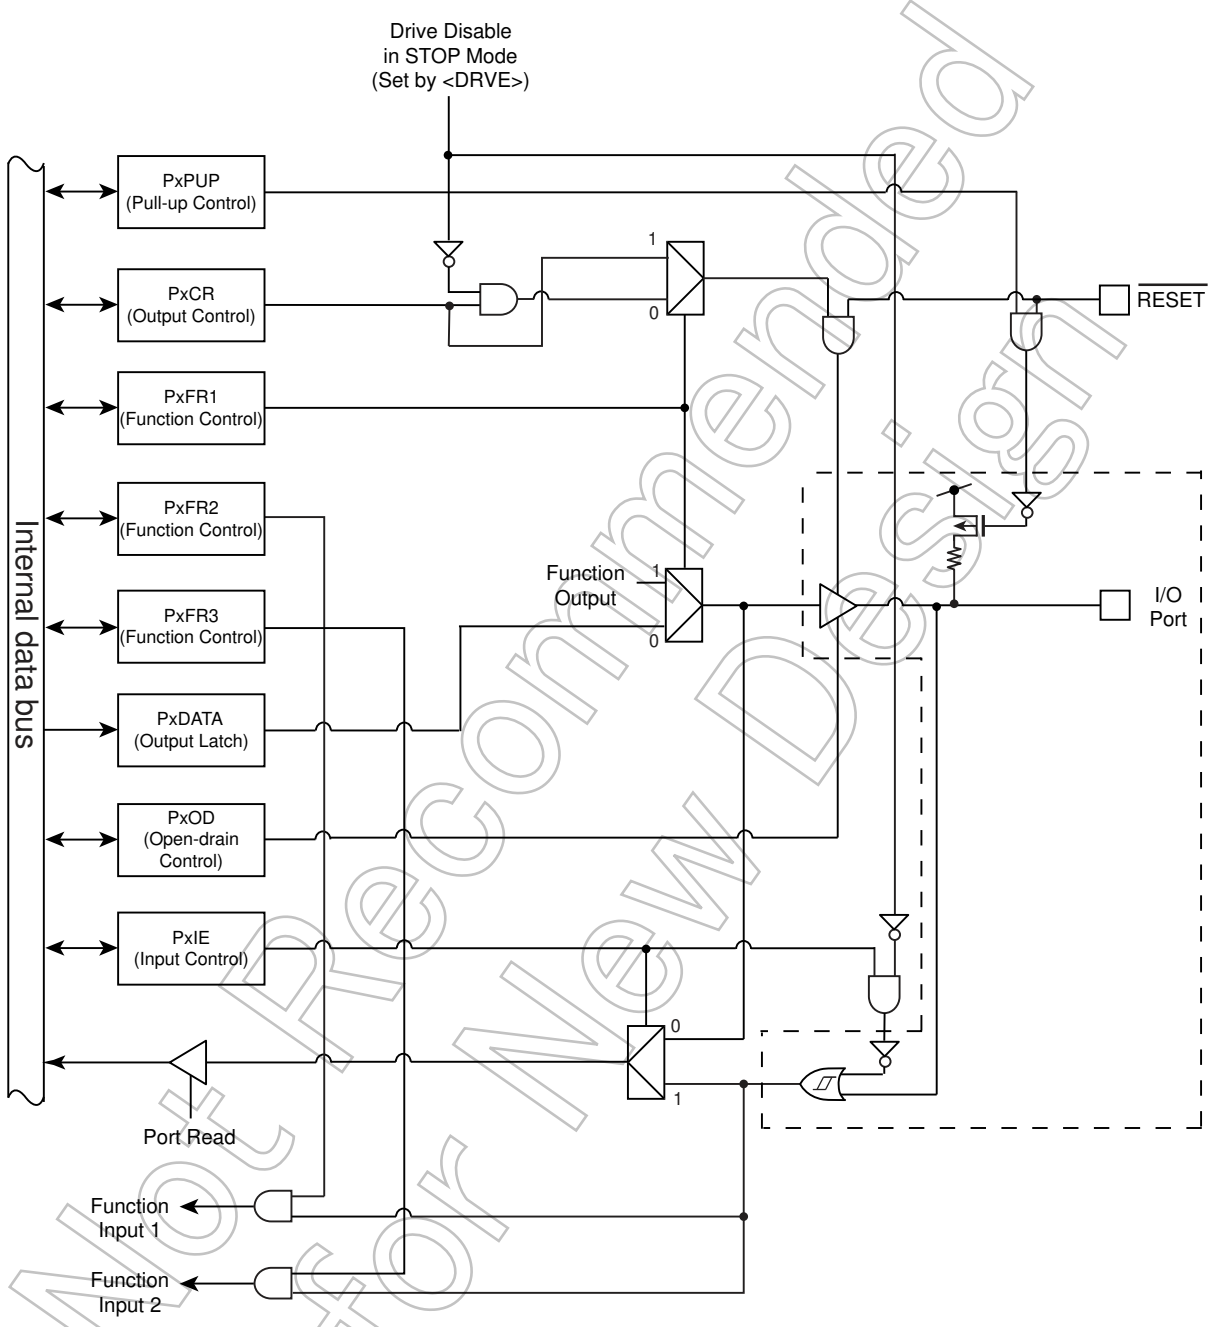 Drive Disable
in STOP Mode
(Set by <DRVE>)
PxPUP
(Pull-up Control)
1
PxCR
(Output Control)
0
RESET
PxFR1
(Function Control)
PxFR2
(Function Control)
Internal data bus
Function
Output
1
0
I/O
Port
PxFR3
(Function Control)
PxDATA
(Output Latch)
PxOD
(Open-drain
Control)
PxIE
(Input Control)
0
1
Port Read
Function
Input 1
Function
Input 2
Not Recommended
for New Design